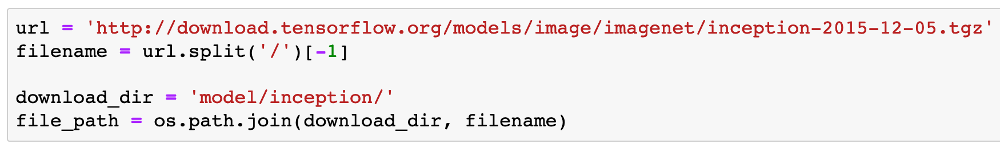 url = 'http://download.tensorflow.org/models/image/imagenet/inception-2015-12-05.tgz'
filename = url.split('/')[-1]

download_dir = 'model/inception/'
file_path = os.path.join(download_dir, filename)